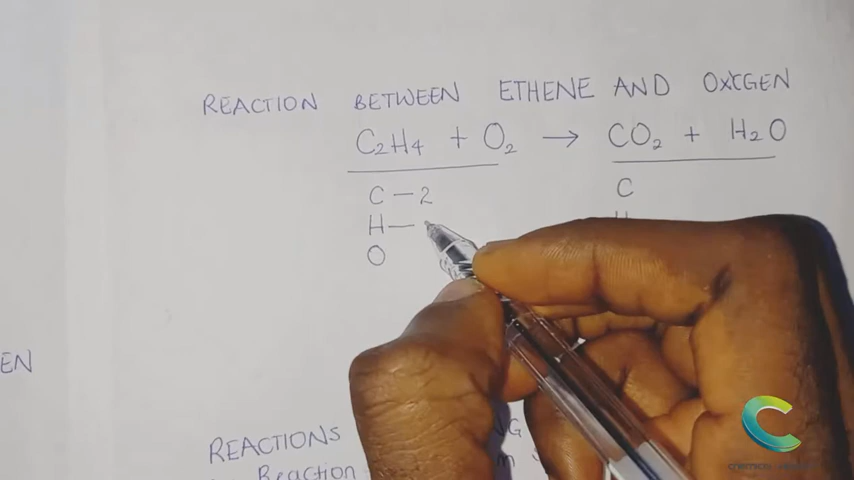 REACTION BETWEEN ETHENE AND OXYGEN
C₂H₄ + O₂ → CO₂ + H₂O
C — 2 C
H —
O
EN
REACTIONS
Reaction